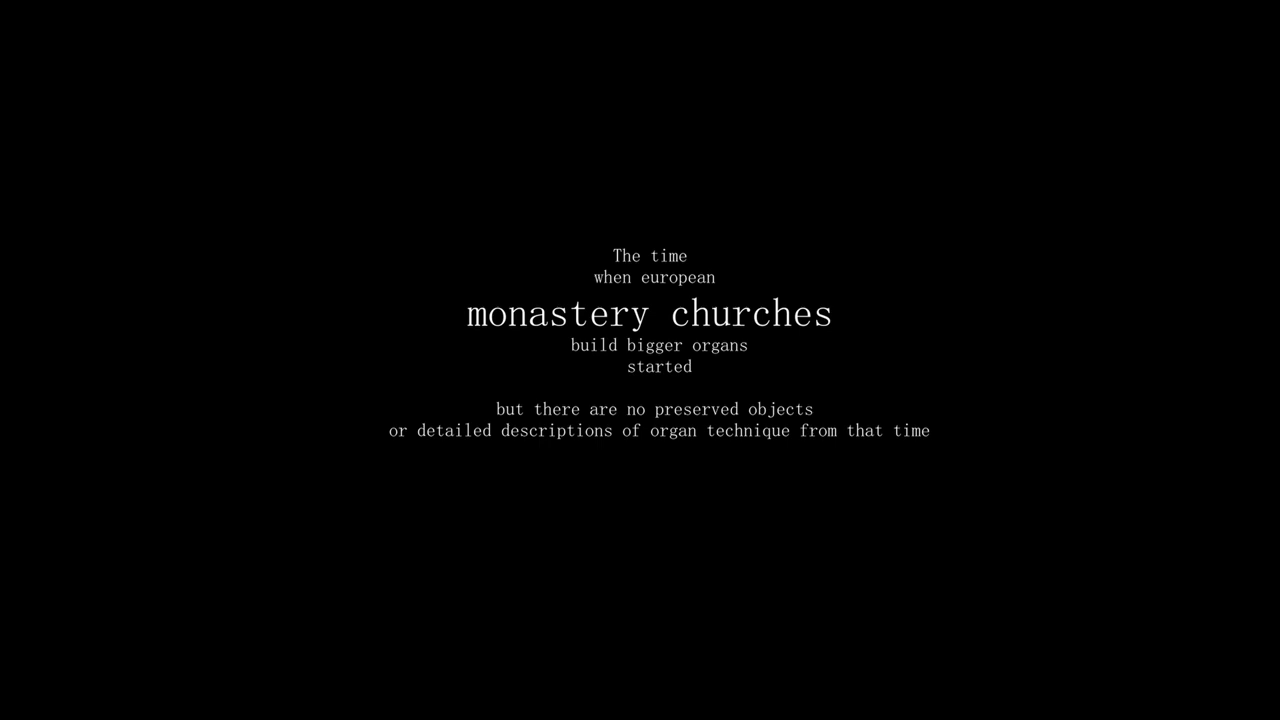 The time
when european
monastery churches
build bigger organs
started
but there are no preserved objects
or detailed descriptions of organ technique from that time